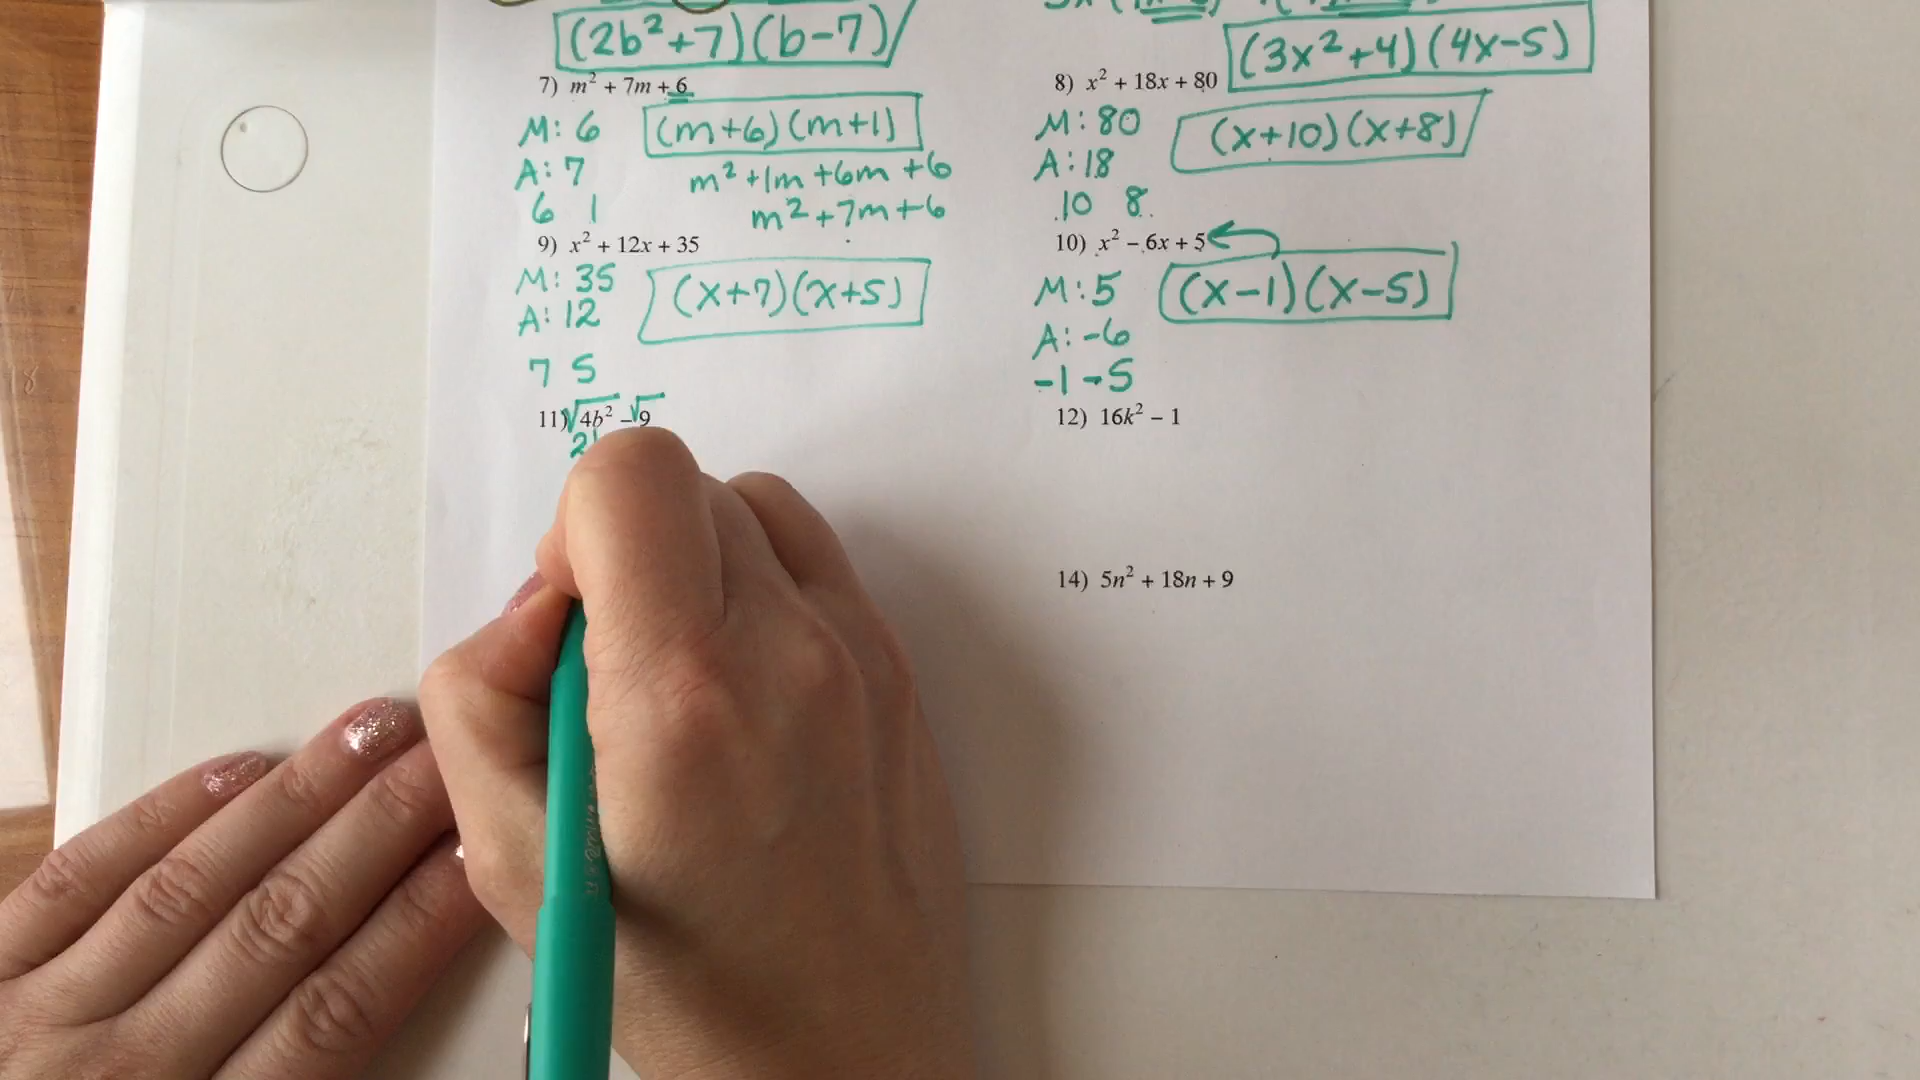 (2b²+7)(b-7)
(3x²+4)(4x-5)
7) m² + 7m + 6
M: 6
(m+6)(m+1)
A: 7
m²+1m+6m+6
6 1
m²+7m+6
8) x² + 18x + 80
M: 80
(x+10)(x+8)
A: 18
10 8
9) x² + 12x + 35
M: 35
(x+7)(x+5)
A: 12
7 5
10) x² - 6x + 5
M: 5
(x-1)(x-5)
A: -6
-1 -5
11) √4b² - √9
2
12) 16k² - 1
14) 5n² + 18n + 9